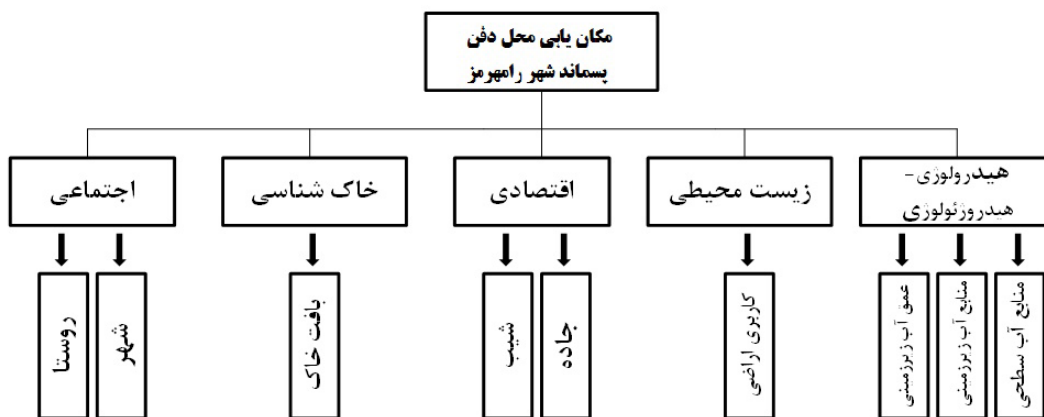 مکان یابی محل دفن
پسماند شهر رامهرمز
هیدرولوژی-
هیدروژئولوژی
زیست محیطی
اقتصادی
خاک شناسی
اجتماعی
منابع آب سطحی
منابع آب زیرزمینی
عمق آب زیرزمینی
کاربری اراضی
جاده
شیب
بافت خاک
شهر
روستا